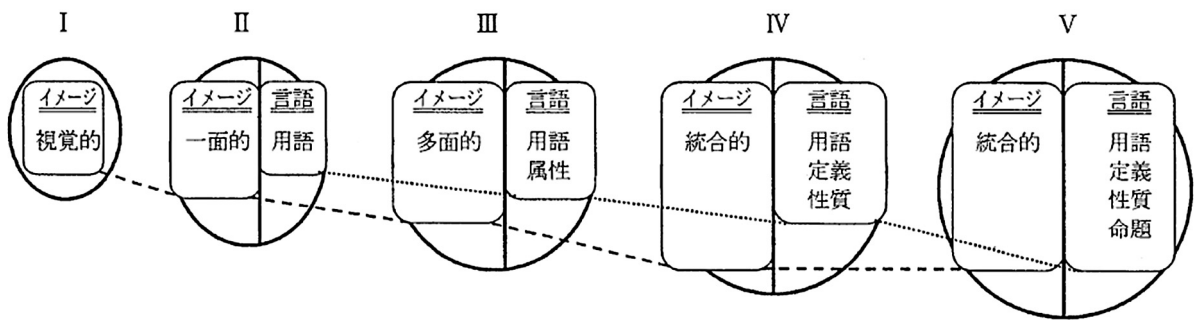 I
II
III
IV
V
イメージ
視覚的
イメージ
一面的
言語
用語
イメージ
多面的
言語
用語
属性
イメージ
統合的
言語
用語
定義
性質
イメージ
統合的
言語
用語
定義
性質
命題